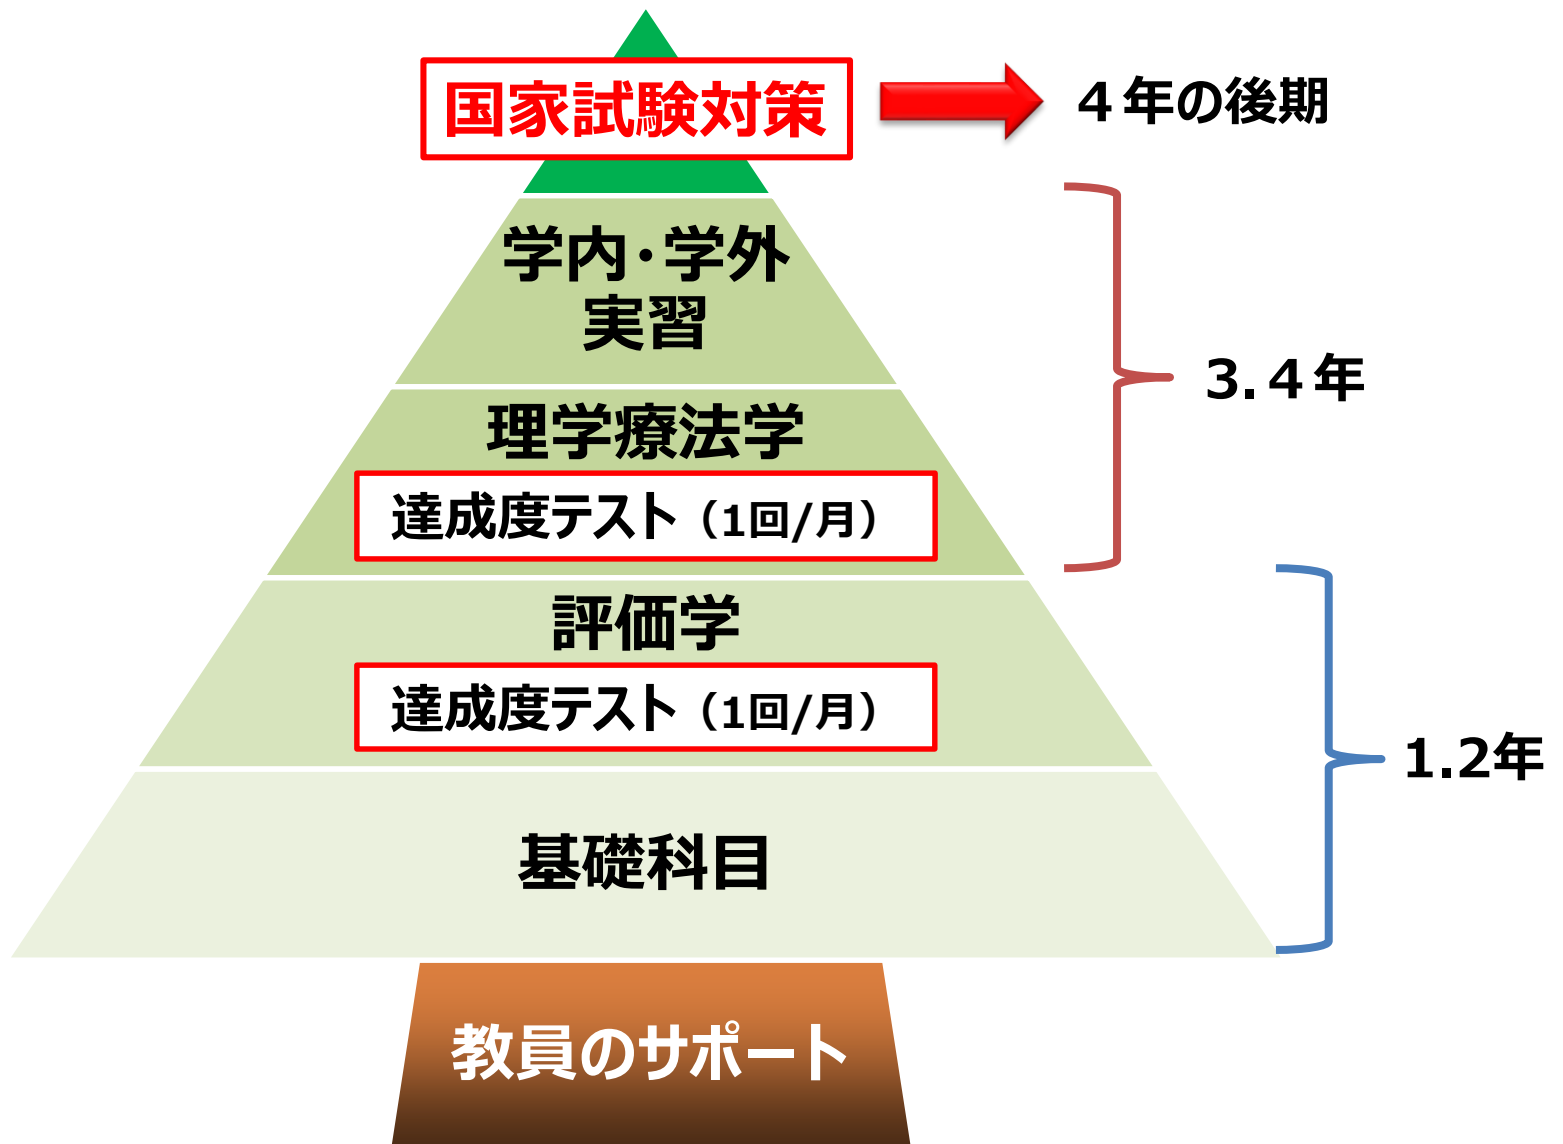 国家試験対策
４年の後期
学内・学外
実習
3.４年
理学療法学
達成度テスト（1回/月）
評価学
達成度テスト（1回/月）
1.2年
基礎科目
教員のサポート